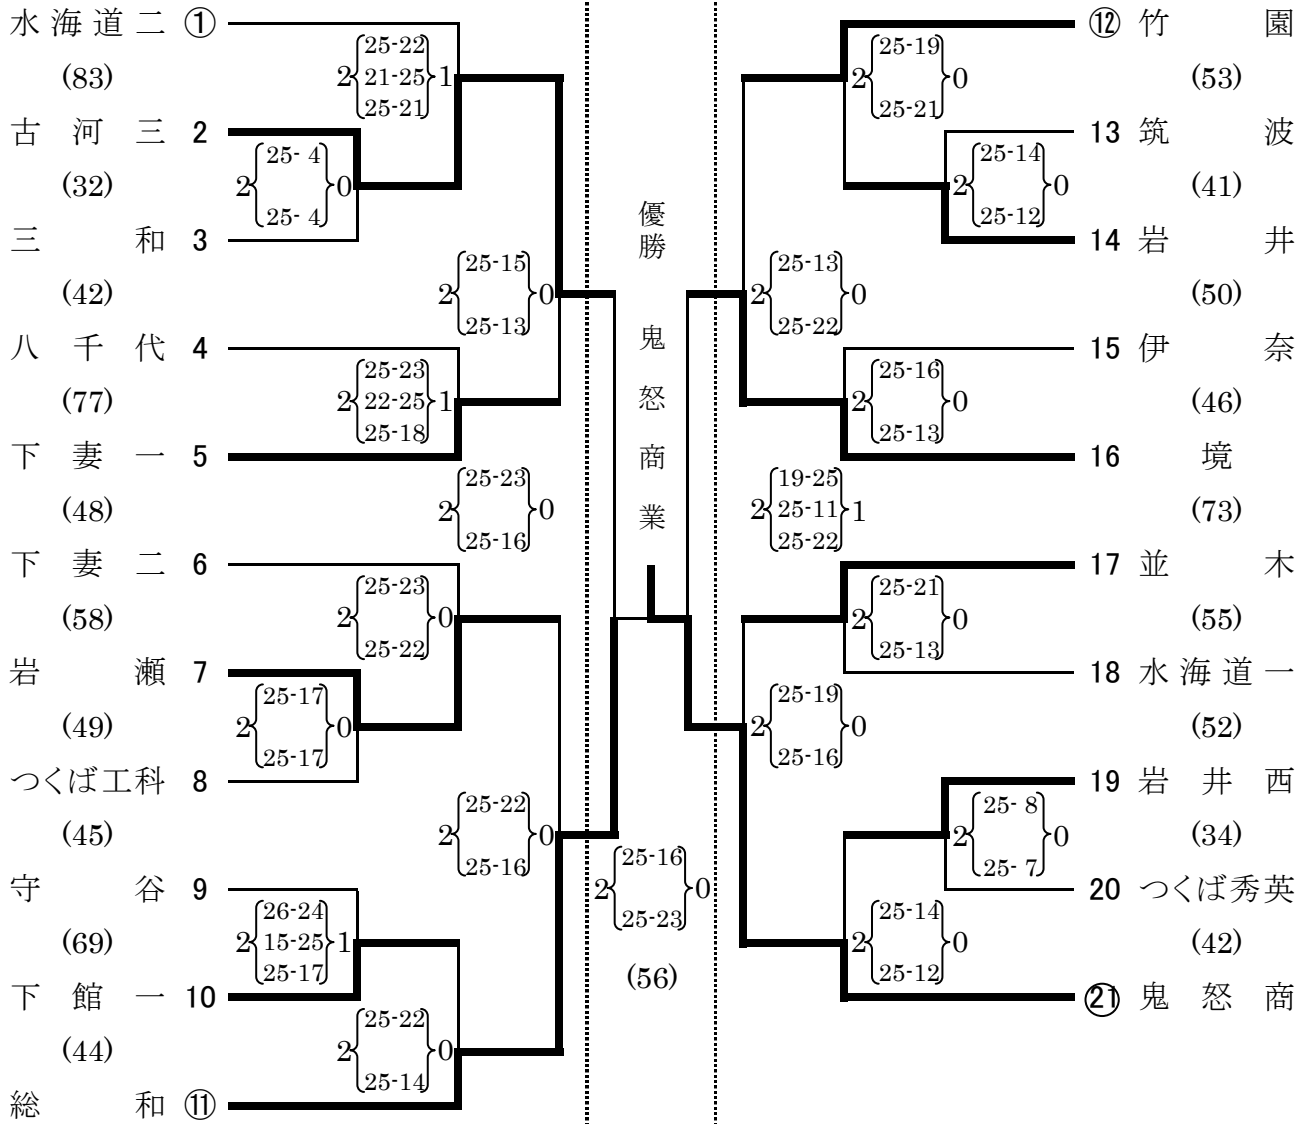 水海道二 ①
(83)
古河三 2
(32)
三和 3
(42)
八千代 4
(77)
下妻一 5
(48)
下妻二 6
(58)
岩瀬 7
(49)
つくば工科 8
(45)
守谷 9
(69)
下館一 10
(44)
総和 ⑪
2 25- 4 0
25- 4
2 25-17 0
25-17
2 26-24 1
15-25
25-17
2 25-22 1
21-25
25-21
2 25-23 1
22-25
25-18
2 25-23 0
25-22
2 25-22 0
25-14
2 25-15 0
25-13
2 25-23 0
25-16
2 25-22 0
25-16
優勝 鬼怒商業
2 25-16 0
25-23
(56)
2 25-13 0
25-22
2 19-25 1
25-11
25-22
2 25-19 0
25-16
2 25-19 0
25-21
2 25-16 0
25-13
2 25-21 0
25-13
2 25-14 0
25-12
2 25-14 0
25-12
2 25- 8 0
25- 7
⑫ 竹園
(53)
13 筑波
(41)
14 岩井
(50)
15 伊奈
(46)
16 境
(73)
17 並木
(55)
18 水海道一
(52)
19 岩井西
(34)
20 つくば秀英
(42)
㉑ 鬼怒商